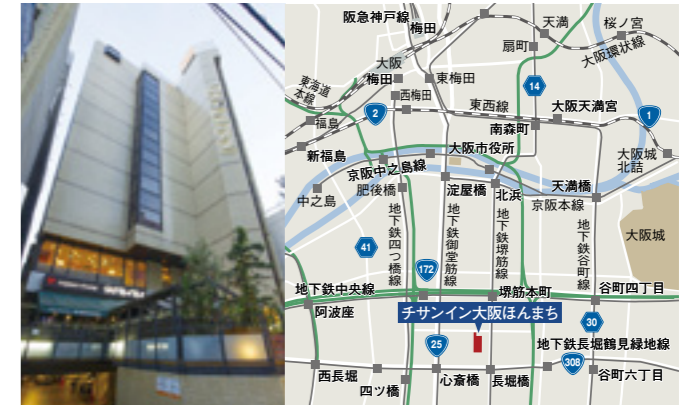 阪急神戸線
梅田
天満
桜ノ宮
扇町
大阪環状線
大阪
梅田
東梅田
東海道
本線
西梅田
14
2
東西線
大阪天満宮
1
福島
南森町
新福島
大阪市役所
大阪城
北詰
京阪中之島線
中之島
肥後橋
淀屋橋
北浜
天満橋
京阪本線
地下鉄四つ橋線
地下鉄御堂筋線
地下鉄堺筋線
地下鉄谷町線
大阪城
41
172
地下鉄中央線
堺筋本町
谷町四丁目
阿波座
チサンイン大阪ほんまち
30
25
地下鉄長堀鶴見緑地線
308
西長堀
心斎橋
長堀橋
谷町六丁目
四ツ橋